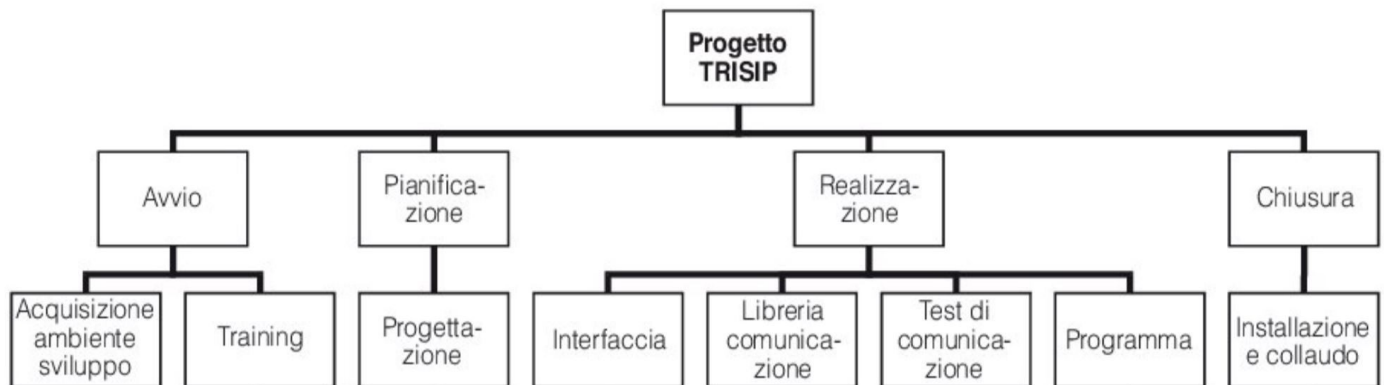 Progetto
TRISIP
Avvio
Pianifica-
zione
Realizza-
zione
Chiusura
Acquisizione
ambiente
sviluppo
Training
Progetta-
zione
Interfaccia
Libreria
comunica-
zione
Test di
comunica-
zione
Programma
Installazione
e collaudo